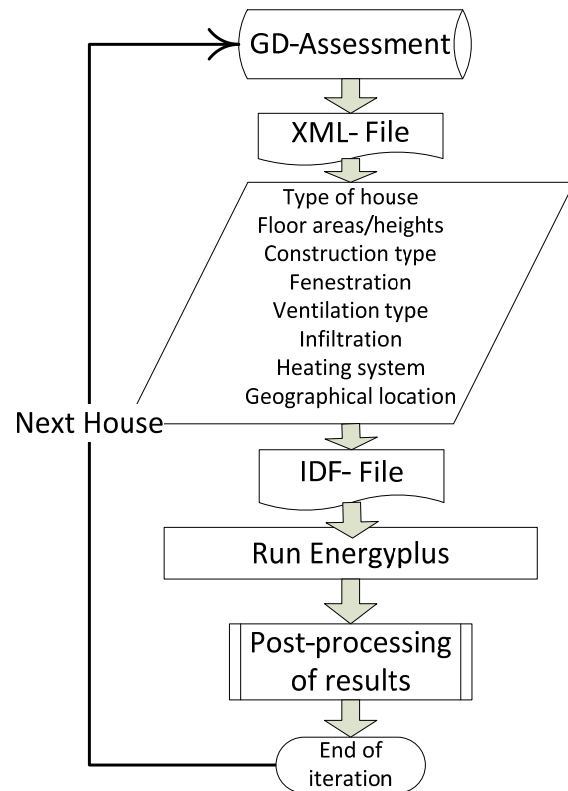 GD-Assessment
XML- File
Type of house
Floor areas/heights
Construction type
Fenestration
Ventilation type
Infiltration
Heating system
Geographical location
Next House
IDF- File
Run Energyplus
Post-processing
of results
End of
iteration